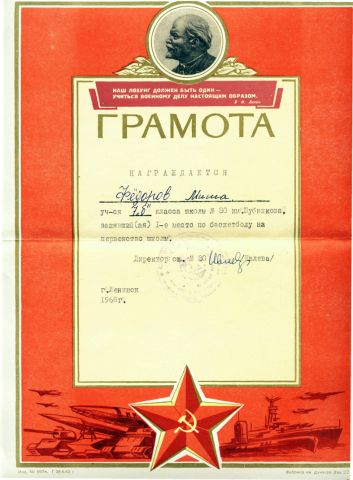 НАШ ЛОЗУНГ ДОЛЖЕН БЫТЬ ОДИН —
УЧИТЬСЯ ВОЕННОМУ ДЕЛУ НАСТОЯЩИМ ОБРАЗОМ.
В. И. Ленин
ГРАМОТА
НАГРАЖДАЕТСЯ
Фёдоров Миша
уч-ся 7"б" класса школы № 30 им.
занявший(ая) 1-е место по баскетболу на
первенство школы.
Директор шк. № 30
г.Ленинск
1968г.